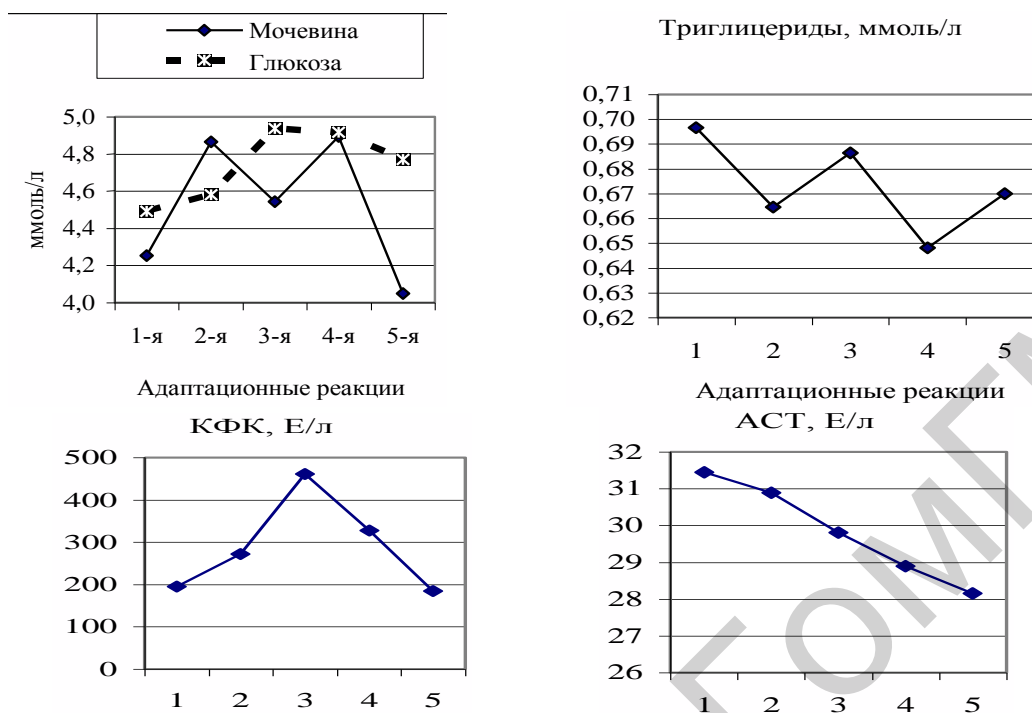 Мочевина
Глюкоза
ммоль/л
5,0
4,8
4,6
4,4
4,2
4,0
1-я 2-я 3-я 4-я 5-я
Адаптационные реакции
Триглицериды, ммоль/л
0,71
0,70
0,69
0,68
0,67
0,66
0,65
0,64
0,63
0,62
1 2 3 4 5
Адаптационные реакции
КФК, Е/л
500
400
300
200
100
0
1 2 3 4 5
АСТ, Е/л
32
31
30
29
28
27
26
1 2 3 4 5